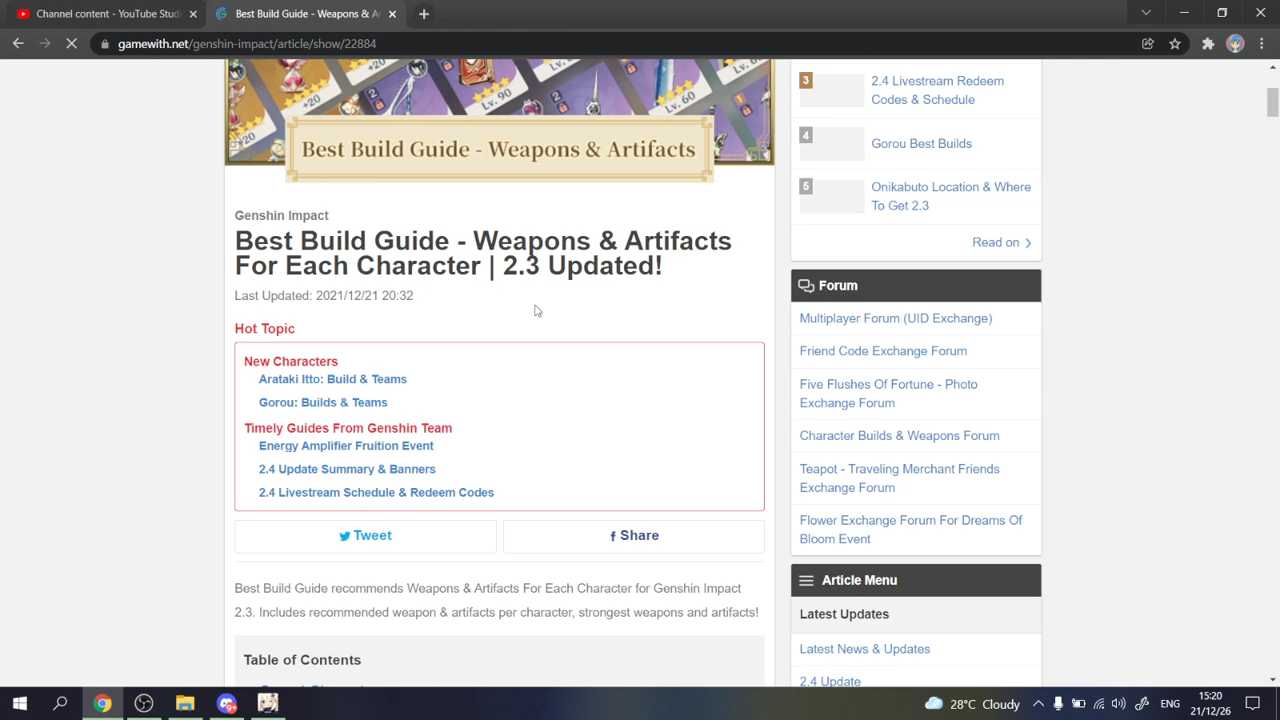 Channel content - YouTube Studi
Best Build Guide - Weapons & Ar
gamewith.net/genshin-impact/article/show/22884
+20
Lv. 90
Lv. 60
+20
Best Build Guide - Weapons & Artifacts
Genshin Impact
Best Build Guide - Weapons & Artifacts
For Each Character | 2.3 Updated!
Last Updated: 2021/12/21 20:32
Hot Topic
New Characters
Arataki Itto: Build & Teams
Gorou: Builds & Teams
Timely Guides From Genshin Team
Energy Amplifier Fruition Event
2.4 Update Summary & Banners
2.4 Livestream Schedule & Redeem Codes
Tweet
Share
Best Build Guide recommends Weapons & Artifacts For Each Character for Genshin Impact
2.3. Includes recommended weapon & artifacts per character, strongest weapons and artifacts!
Table of Contents
3
2.4 Livestream Redeem
Codes & Schedule
4
Gorou Best Builds
5
Onikabuto Location & Where
To Get 2.3
Read on
Forum
Multiplayer Forum (UID Exchange)
Friend Code Exchange Forum
Five Flushes Of Fortune - Photo
Exchange Forum
Character Builds & Weapons Forum
Teapot - Traveling Merchant Friends
Exchange Forum
Flower Exchange Forum For Dreams Of
Bloom Event
Article Menu
Latest Updates
Latest News & Updates
2.4 Update
28°C Cloudy
ENG
15:20
21/12/26